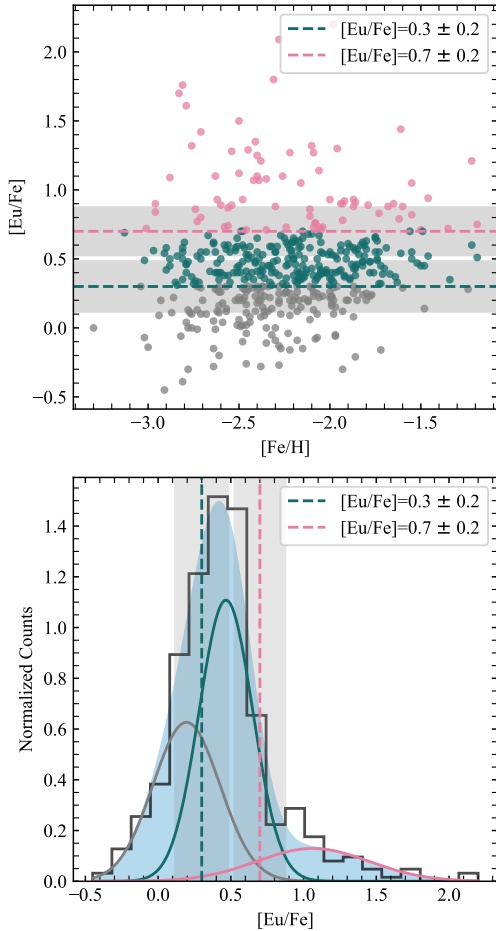 [Eu/Fe]=0.3 ± 0.2
[Eu/Fe]=0.7 ± 0.2
2.0
1.5
1.0
0.5
0.0
−0.5
[Eu/Fe]
−3.0 −2.5 −2.0 −1.5
[Fe/H]
[Eu/Fe]=0.3 ± 0.2
[Eu/Fe]=0.7 ± 0.2
1.4
1.2
1.0
0.8
0.6
0.4
0.2
0.0
Normalized Counts
−0.5 0.0 0.5 1.0 1.5 2.0
[Eu/Fe]